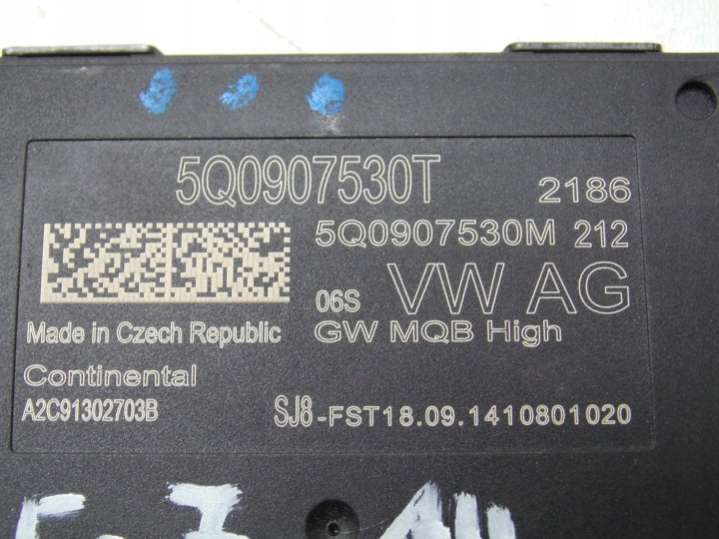 5Q0907530T 2186
5Q0907530M 212
06S VW AG
Made in Czech Republic GW MQB High
Continental
A2C91302703B SJ8-FST18.09.1410801020